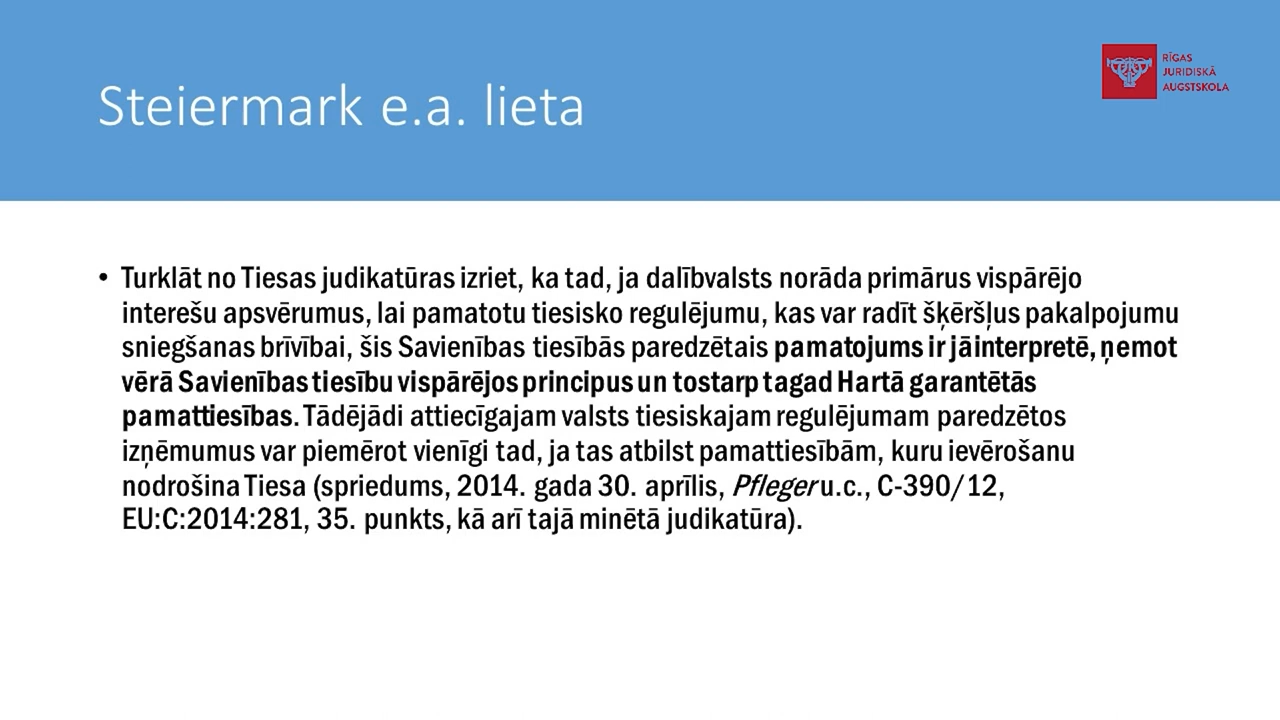 Steiermark e.a. lieta
RĪGAS
JURIDISKĀ
AUGSTSKOLA
• Turklāt no Tiesas judikatūras izriet, ka tad, ja dalībvalsts norāda primārus vispārējo
interešu apsvērumus, lai pamatotu tiesisko regulējumu, kas var radīt šķēršļus pakalpojumu
sniegšanas brīvībai, šis Savienības tiesībās paredzētais pamatojums ir jāinterpretē, ņemot
vērā Savienības tiesību vispārējos principus un tostarp tagad Hartā garantētās
pamattiesības. Tādējādi attiecīgajam valsts tiesiskajam regulējumam paredzētos
izņēmumus var piemērot vienīgi tad, ja tas atbilst pamattiesībām, kuru ievērošanu
nodrošina Tiesa (spriedums, 2014. gada 30. aprīlis, Pfleger u.c., C-390/12,
EU:C:2014:281, 35. punkts, kā arī tajā minētā judikatūra).